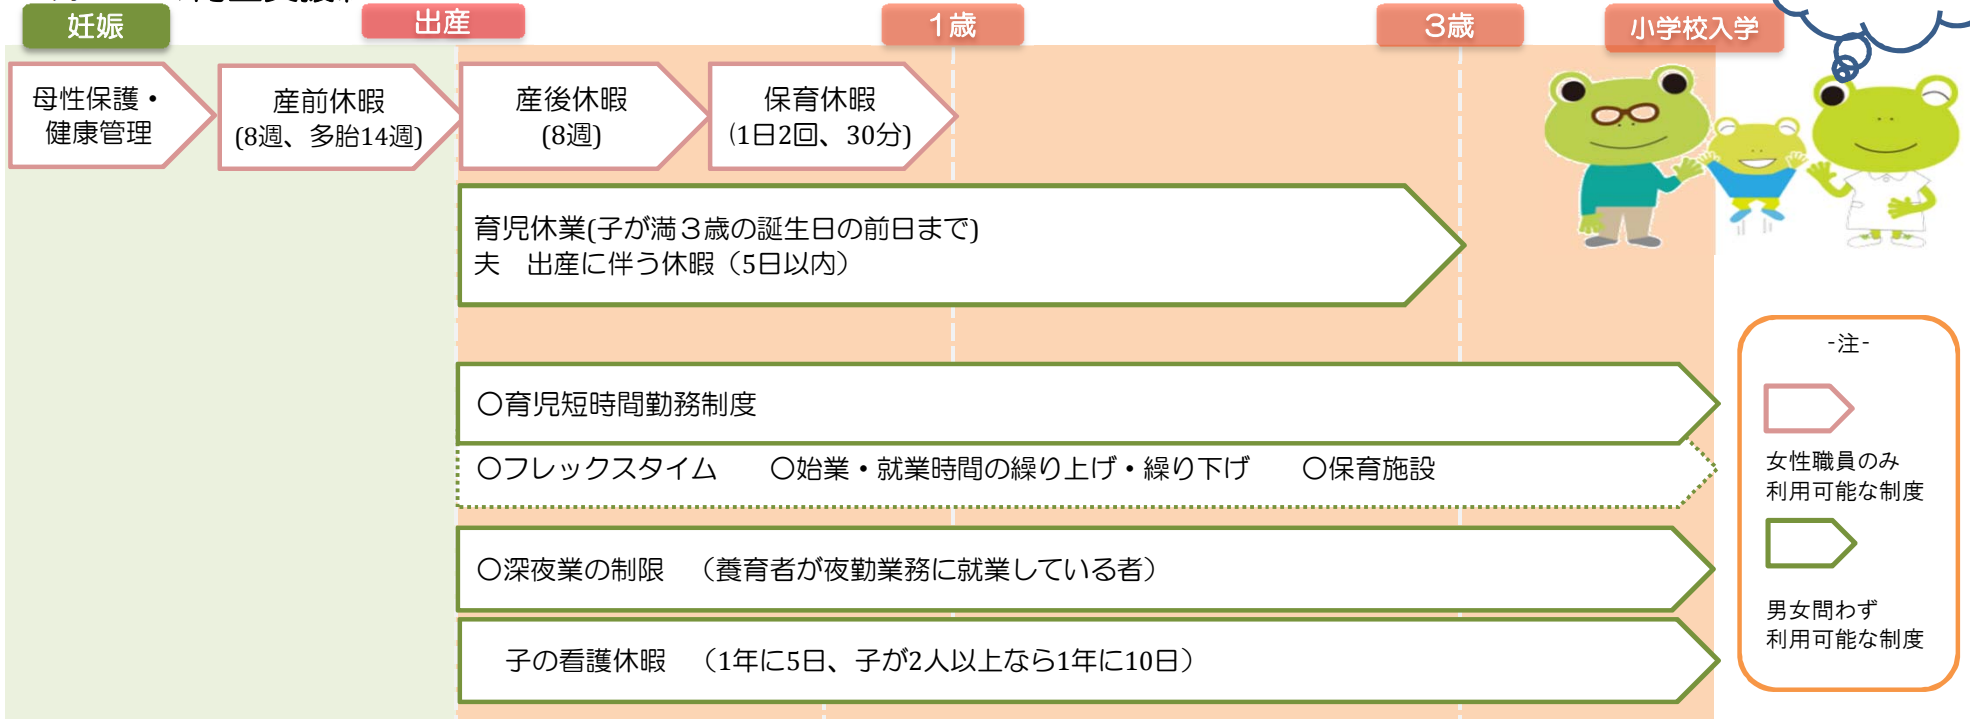 妊娠
出産
1歳
3歳
小学校入学
母性保護・
健康管理
産前休暇
(8週、多胎14週)
産後休暇
(8週)
保育休暇
(1日2回、30分)
育児休業(子が満3歳の誕生日の前日まで)
夫　出産に伴う休暇（5日以内）
〇育児短時間勤務制度
〇フレックスタイム　　〇始業・就業時間の繰り上げ・繰り下げ　　〇保育施設
〇深夜業の制限　（養育者が夜勤業務に就業している者）
子の看護休暇　（1年に5日、子が2人以上なら1年に10日）
-注-
女性職員のみ
利用可能な制度
男女問わず
利用可能な制度